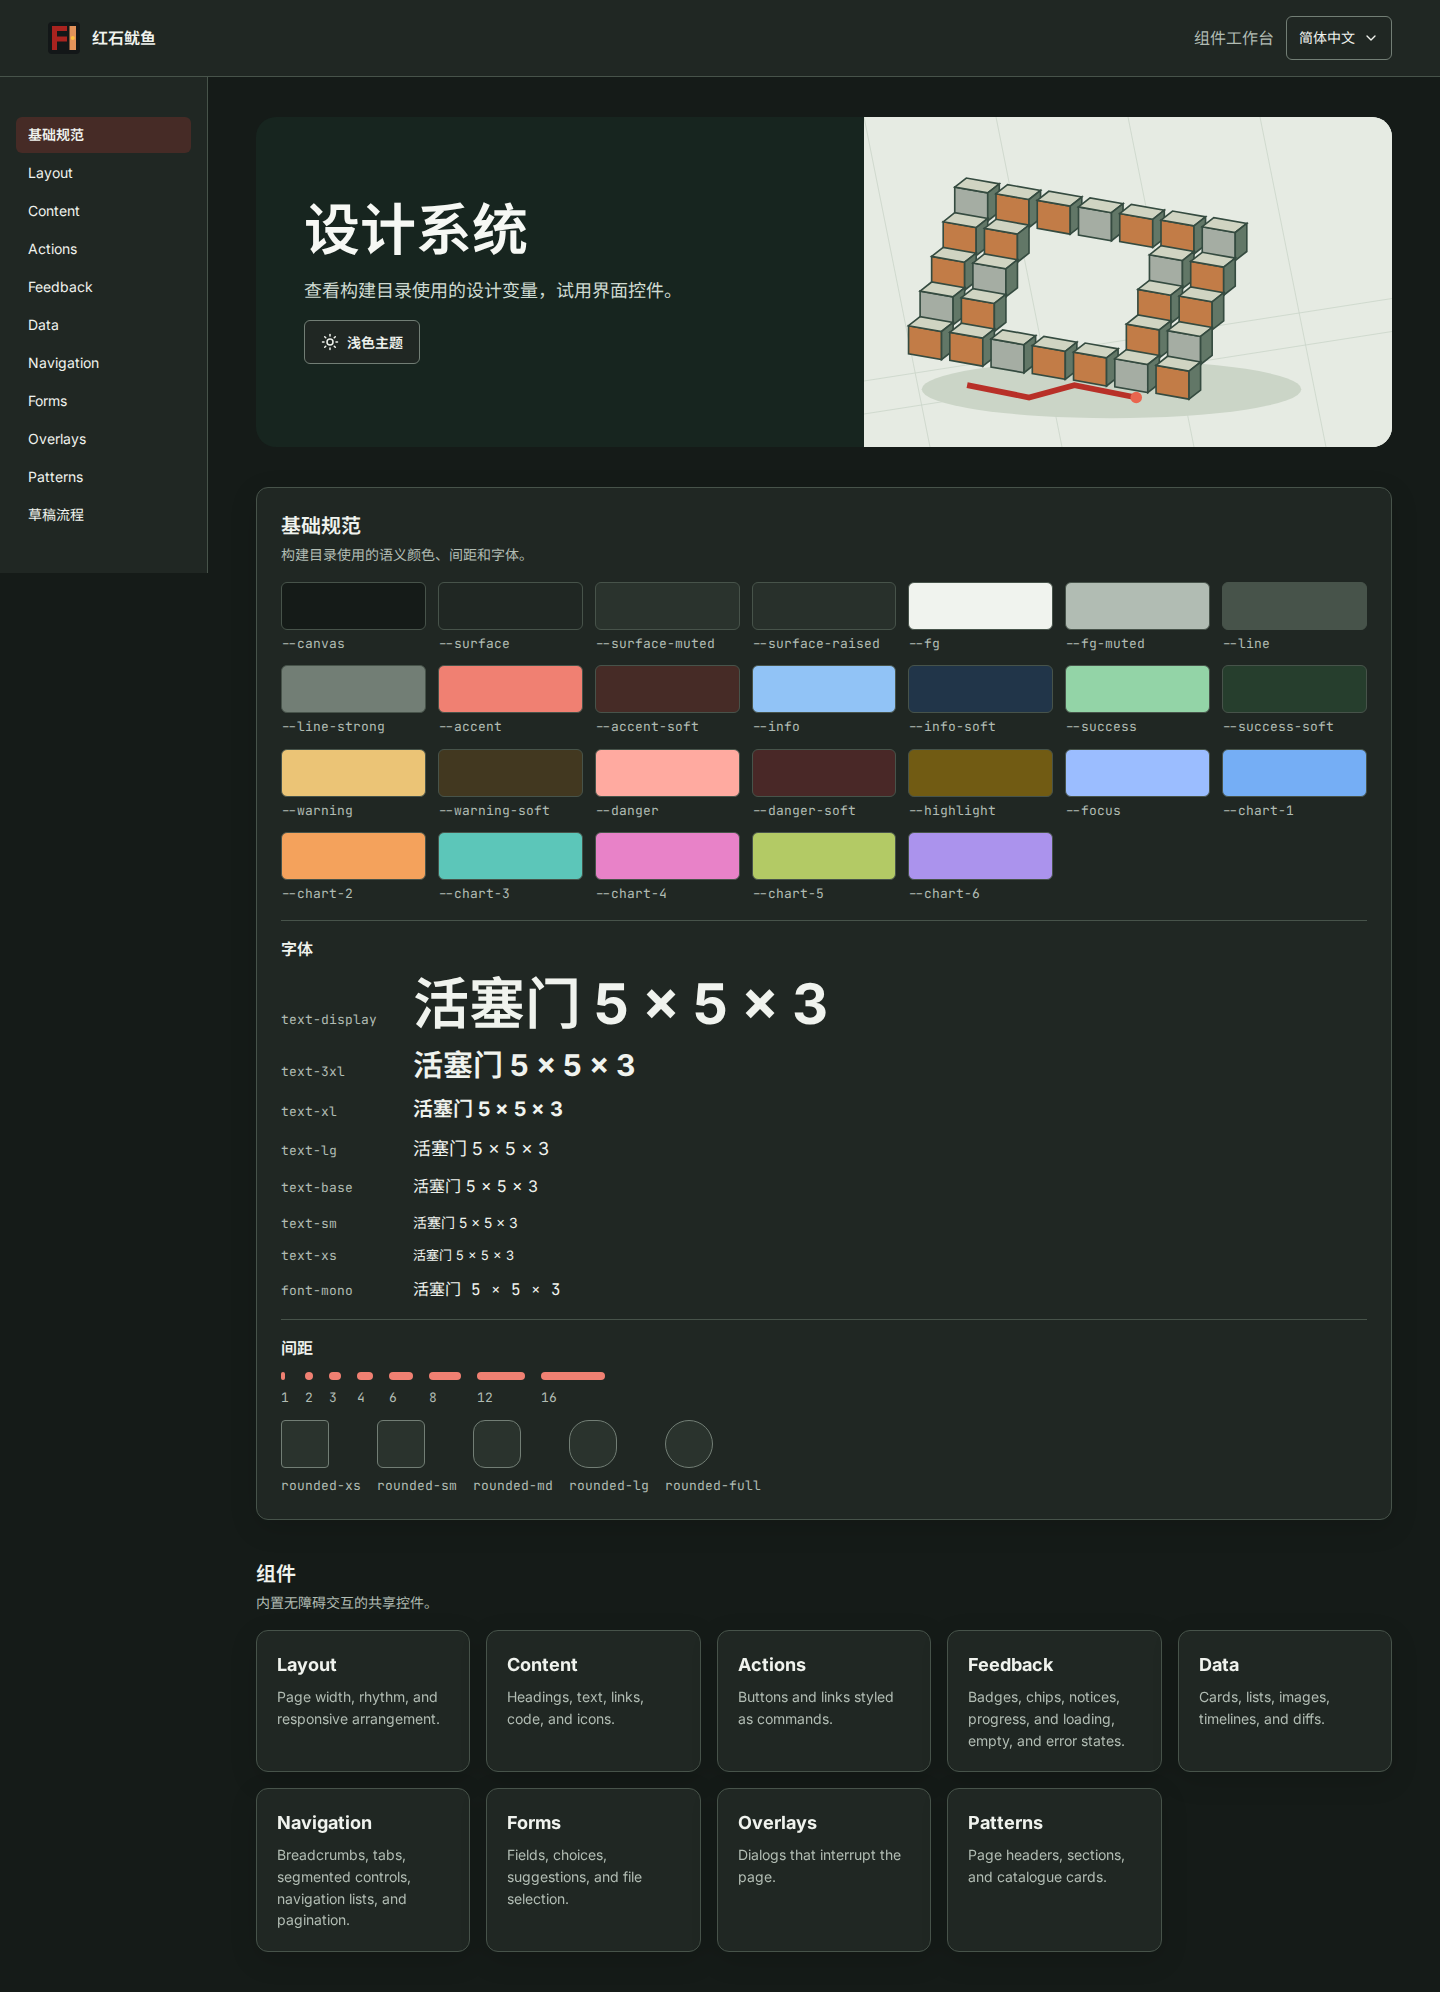 红石鱿鱼
组件工作台
简体中文
基础规范
Layout
Content
Actions
Feedback
Data
Navigation
Forms
Overlays
Patterns
草稿流程
设计系统
查看构建目录使用的设计变量，试用界面控件。
浅色主题
基础规范
构建目录使用的语义颜色、间距和字体。
--canvas
--surface
--surface-muted
--surface-raised
--fg
--fg-muted
--line
--line-strong
--accent
--accent-soft
--info
--info-soft
--success
--success-soft
--warning
--warning-soft
--danger
--danger-soft
--highlight
--focus
--chart-1
--chart-2
--chart-3
--chart-4
--chart-5
--chart-6
字体
text-display 活塞门 5 × 5 × 3
text-3xl 活塞门 5 × 5 × 3
text-xl 活塞门 5 × 5 × 3
text-lg 活塞门 5 × 5 × 3
text-base 活塞门 5 × 5 × 3
text-sm 活塞门 5 × 5 × 3
text-xs 活塞门 5 × 5 × 3
font-mono 活塞门 5 × 5 × 3
间距
1 2 3 4 6 8 12 16
rounded-xs rounded-sm rounded-md rounded-lg rounded-full
组件
内置无障碍交互的共享控件。
Layout
Page width, rhythm, and
responsive arrangement.
Content
Headings, text, links,
code, and icons.
Actions
Buttons and links styled
as commands.
Feedback
Badges, chips, notices,
progress, and loading,
empty, and error states.
Data
Cards, lists, images,
timelines, and diffs.
Navigation
Breadcrumbs, tabs,
segmented controls,
navigation lists, and
pagination.
Forms
Fields, choices,
suggestions, and file
selection.
Overlays
Dialogs that interrupt the
page.
Patterns
Page headers, sections,
and catalogue cards.